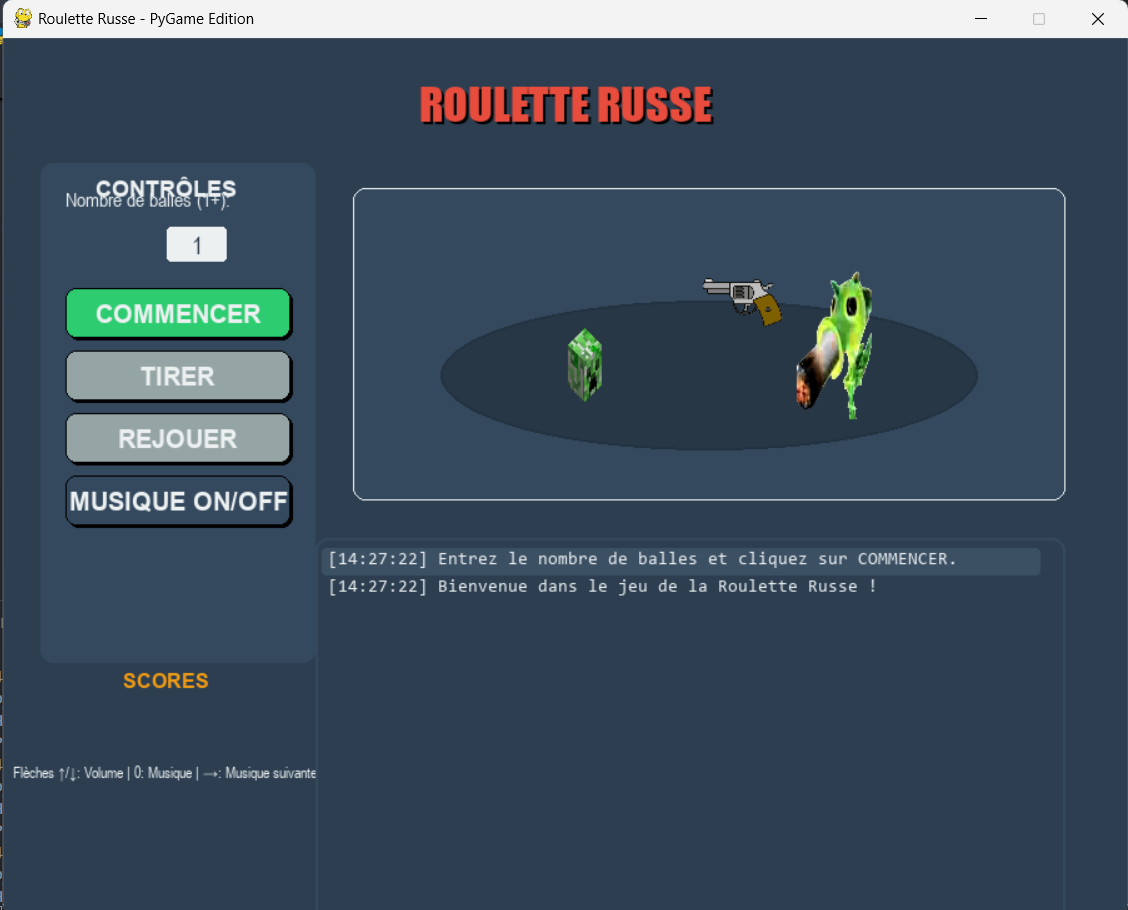 Roulette Russe - PyGame Edition
ROULETTE RUSSE
CONTRÔLES
Nombre de balles (1+):
1
COMMENCER
TIRER
REJOUER
MUSIQUE ON/OFF
[14:27:22] Entrez le nombre de balles et cliquez sur COMMENCER.
[14:27:22] Bienvenue dans le jeu de la Roulette Russe !
SCORES
Flèches ↑/↓: Volume | 0: Musique | →: Musique suivante